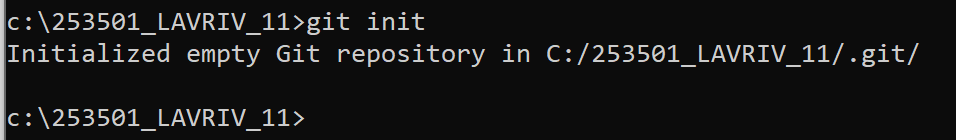 c:\253501_LAVRIV_11>git init
Initialized empty Git repository in C:/253501_LAVRIV_11/.git/
c:\253501_LAVRIV_11>